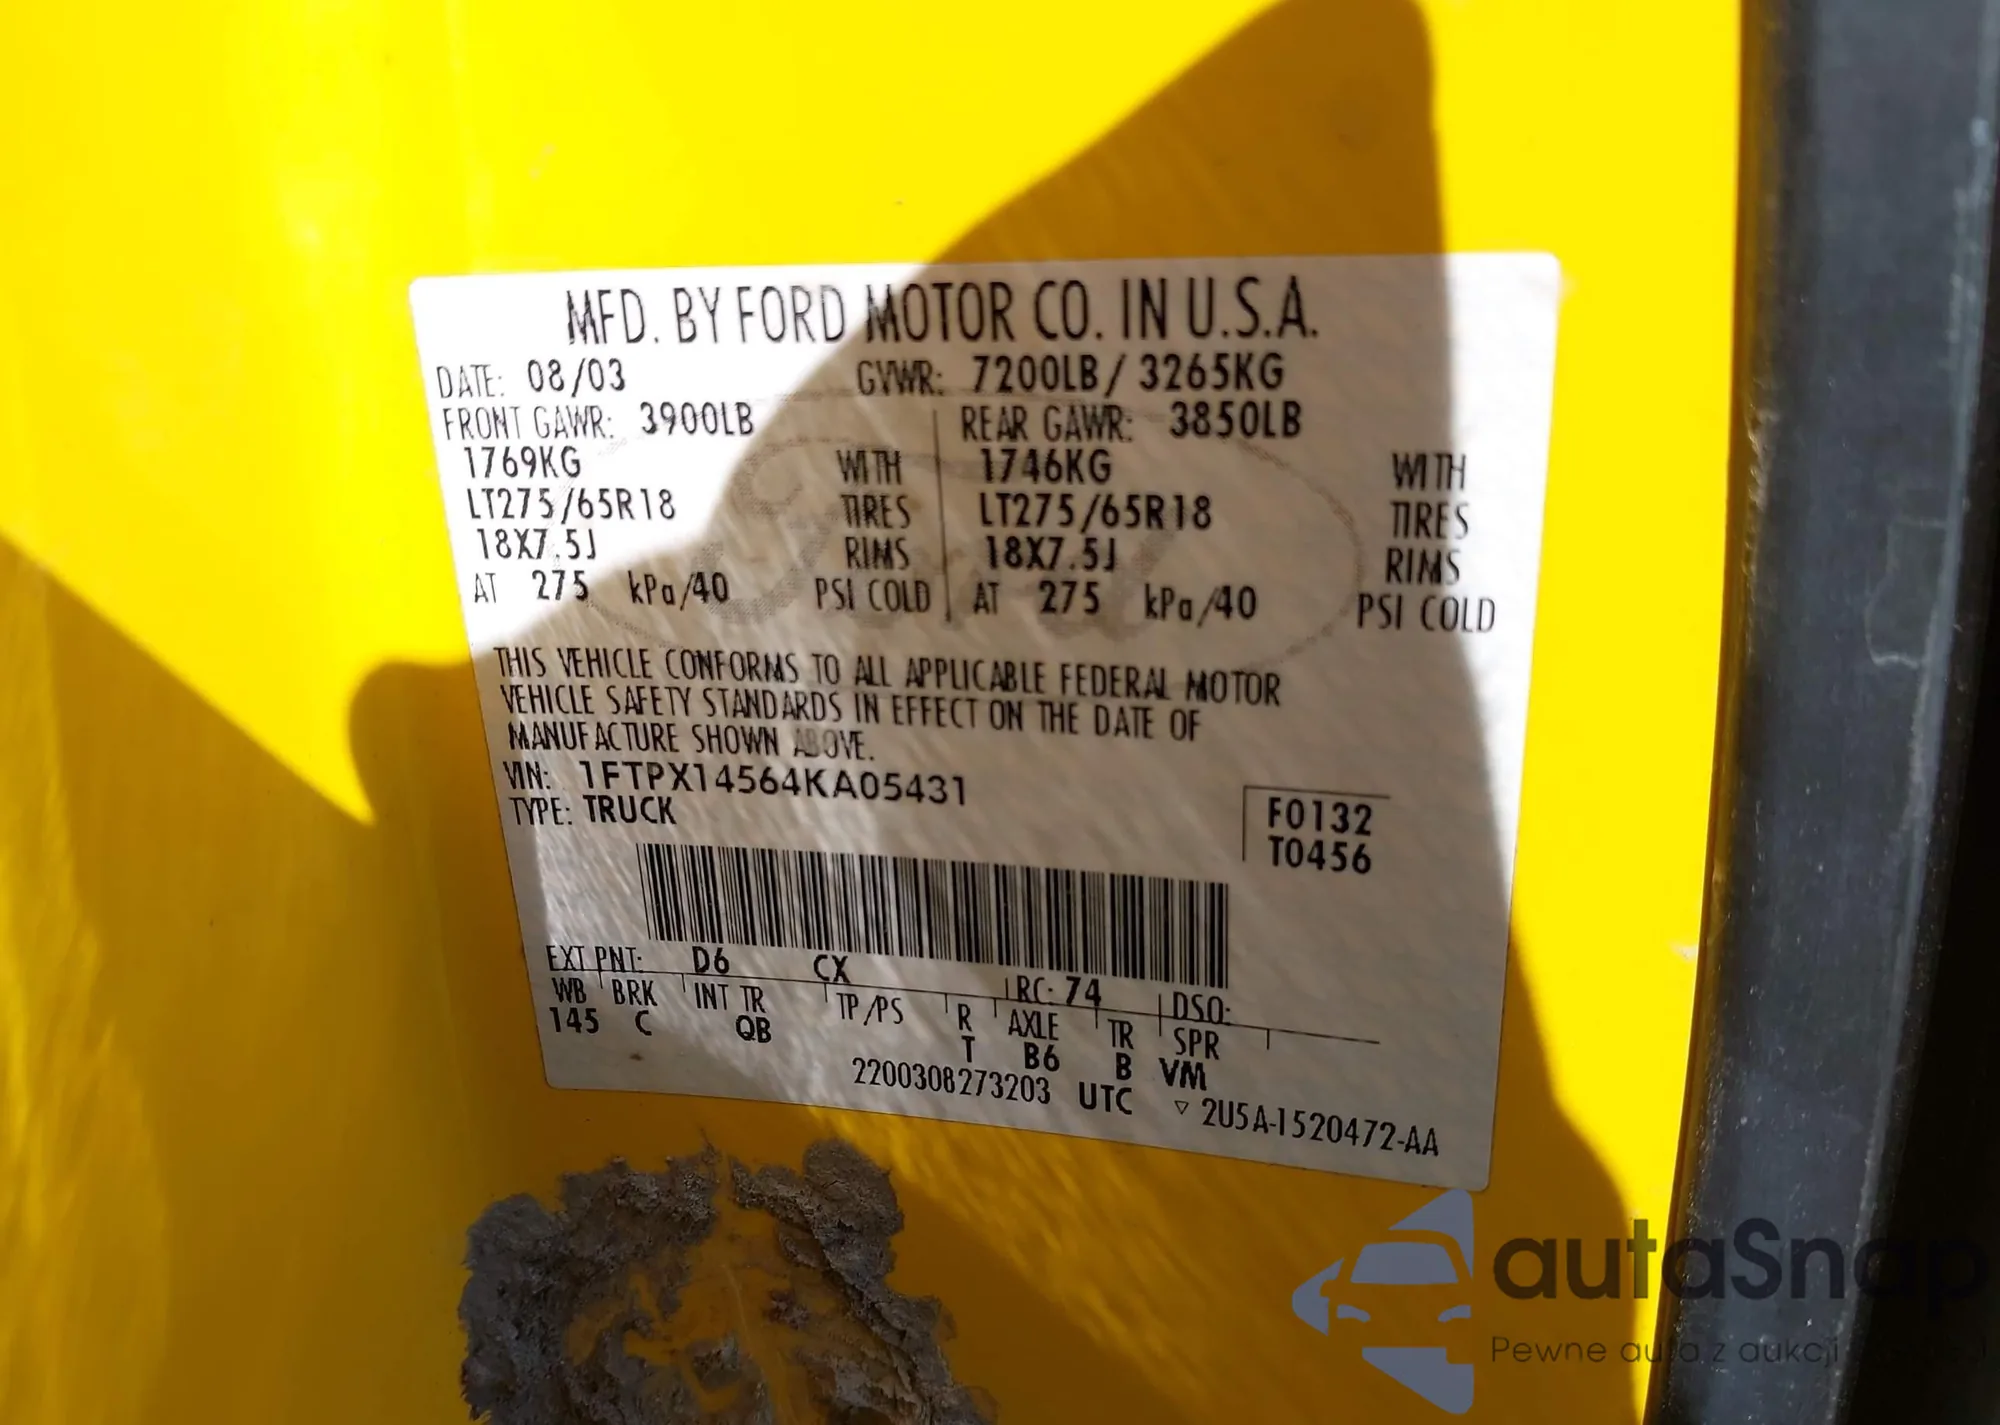 MFD. BY FORD MOTOR CO. IN U.S.A.
DATE: 08/03 GVWR: 7200LB / 3265KG
FRONT GAWR: 3900LB REAR GAWR: 3850LB
1769KG WITH 1746KG WITH
LT275/65R18 TIRES LT275/65R18 TIRES
18X7.5J RIMS 18X7.5J RIMS
AT 275 kPa/40 PSI COLD AT 275 kPa/40 PSI COLD
THIS VEHICLE CONFORMS TO ALL APPLICABLE FEDERAL MOTOR
VEHICLE SAFETY STANDARDS IN EFFECT ON THE DATE OF
MANUFACTURE SHOWN ABOVE.
VIN: 1FTPX14564KA05431
TYPE: TRUCK
F0132
T0456
EXT PNT: D6 CX RC: 74 DSO:
WB BRK INT TR TP/PS R AXLE TR SPR
145 C QB T B6 B VM
2200308273203 UTC ▽ 2U5A-1520472-AA
autaSnap
Pewne auta z aukcji